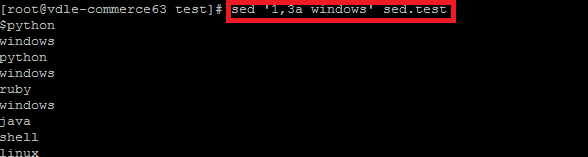 [root@vdle-commerce63 test]# sed '1,3a windows' sed.test
$python
windows
python
windows
ruby
windows
java
shell
linux